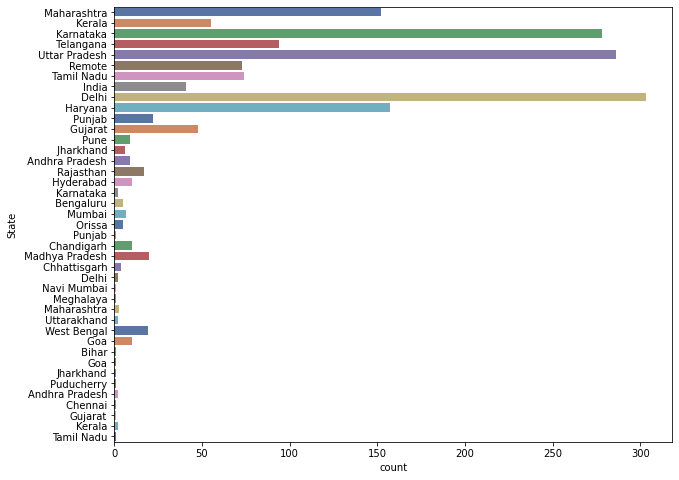 Maharashtra
Kerala
Karnataka
Telangana
Uttar Pradesh
Remote
Tamil Nadu
India
Delhi
Haryana
Punjab
Gujarat
Pune
Jharkhand
Andhra Pradesh
Rajasthan
Hyderabad
Karnataka
Bengaluru
Mumbai
Orissa
Punjab
Chandigarh
Madhya Pradesh
Chhattisgarh
Delhi
Navi Mumbai
Meghalaya
Maharashtra
Uttarakhand
West Bengal
Goa
Bihar
Goa
Jharkhand
Puducherry
Andhra Pradesh
Chennai
Gujarat
Kerala
Tamil Nadu
State
0 50 100 150 200 250 300
count